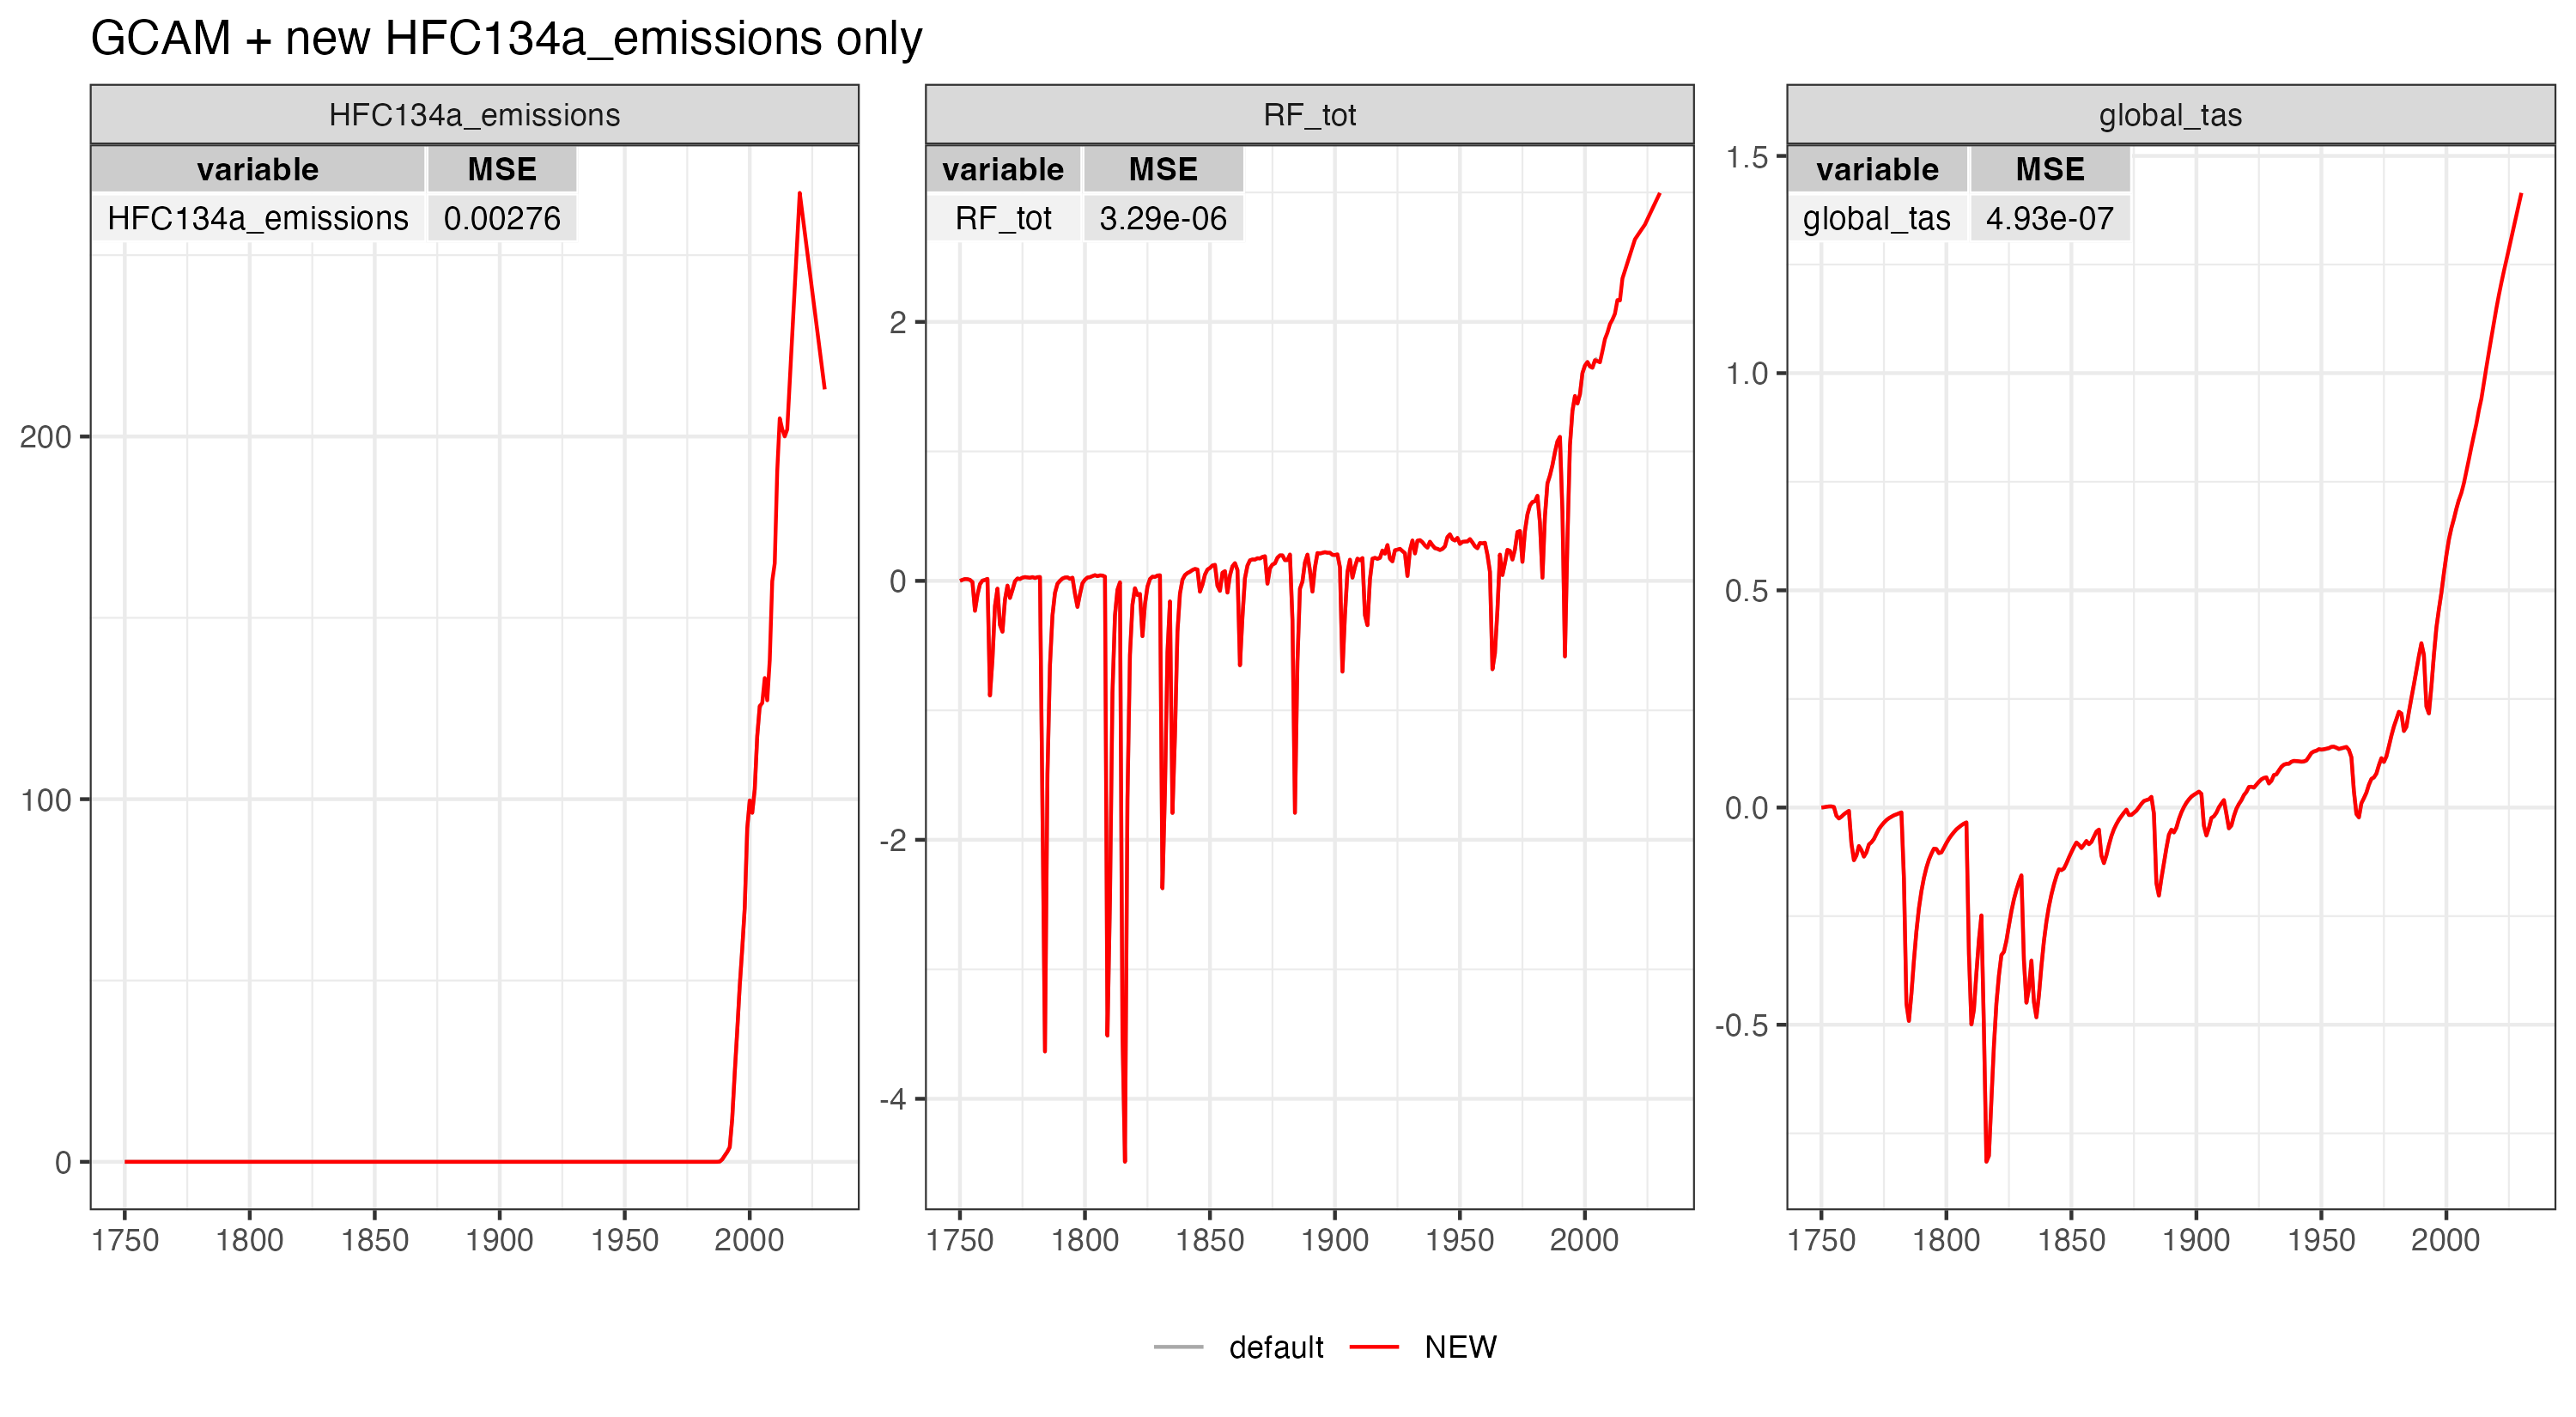 GCAM + new HFC134a_emissions only
HFC134a_emissions
variable MSE
HFC134a_emissions 0.00276
200
100
0
1750 1800 1850 1900 1950 2000
RF_tot
variable MSE
RF_tot 3.29e-06
2
0
-2
-4
1750 1800 1850 1900 1950 2000
global_tas
variable MSE
global_tas 4.93e-07
1.5
1.0
0.5
0.0
-0.5
1750 1800 1850 1900 1950 2000
default NEW